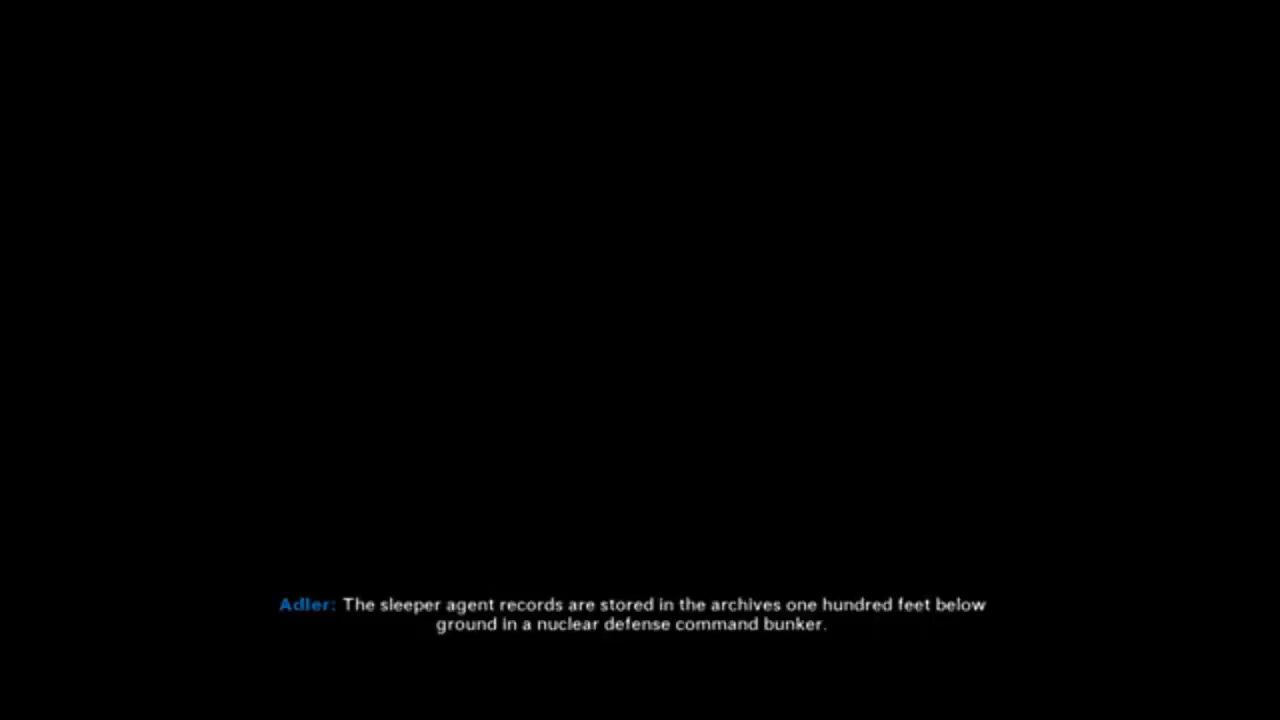 Adler: The sleeper agent records are stored in the archives one hundred feet below
ground in a nuclear defense command bunker.